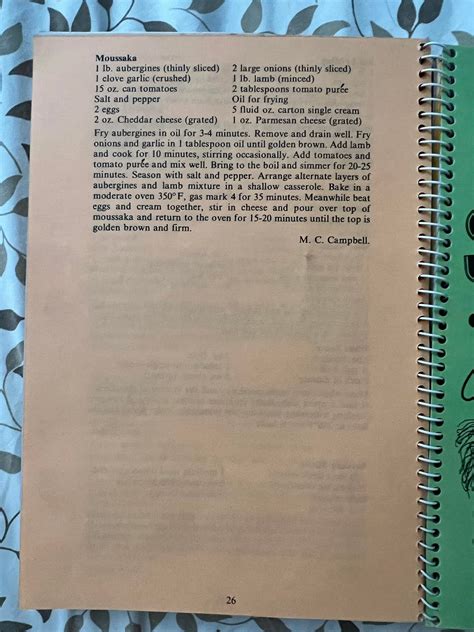 Moussaka
1 lb. aubergines (thinly sliced) 2 large onions (thinly sliced)
1 clove garlic (crushed) 1 lb. lamb (minced)
15 oz. can tomatoes 2 tablespoons tomato purée
Salt and pepper Oil for frying
2 eggs 5 fluid oz. carton single cream
2 oz. Cheddar cheese (grated) 1 oz. Parmesan cheese (grated)
Fry aubergines in oil for 3-4 minutes. Remove and drain well. Fry
onions and garlic in 1 tablespoon oil until golden brown. Add lamb
and cook for 10 minutes, stirring occasionally. Add tomatoes and
tomato purée and mix well. Bring to the boil and simmer for 20-25
minutes. Season with salt and pepper. Arrange alternate layers of
aubergines and lamb mixture in a shallow casserole. Bake in a
moderate oven 350°F, gas mark 4 for 35 minutes. Meanwhile beat
eggs and cream together, stir in cheese and pour over top of
moussaka and return to the oven for 15-20 minutes until the top is
golden brown and firm.
M. C. Campbell.
26